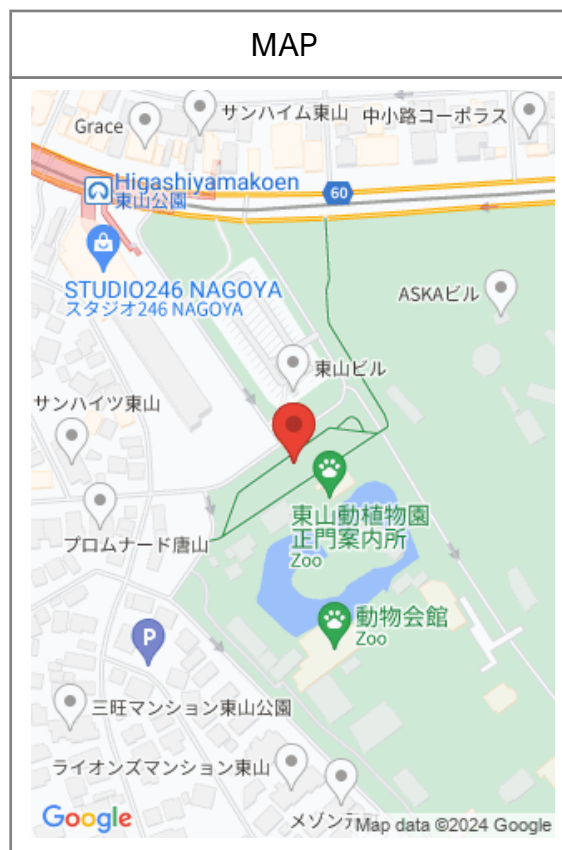 MAP
サンハイム東山
中小路コーポラス
Grace
60
Higashiyamakoen
東山公園
STUDIO246 NAGOYA
スタジオ246 NAGOYA
ASKAビル
東山ビル
サンハイツ東山
東山動植物園
正門案内所
Zoo
プロムナード唐山
動物会館
Zoo
P
三旺マンション東山公園
ライオンズマンション東山
メゾン
Google
Map data ©2024 Google